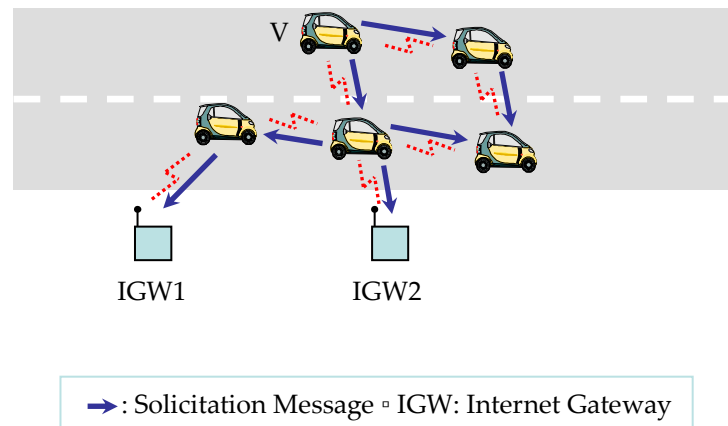 V
IGW1
IGW2
: Solicitation Message ▫ IGW: Internet Gateway